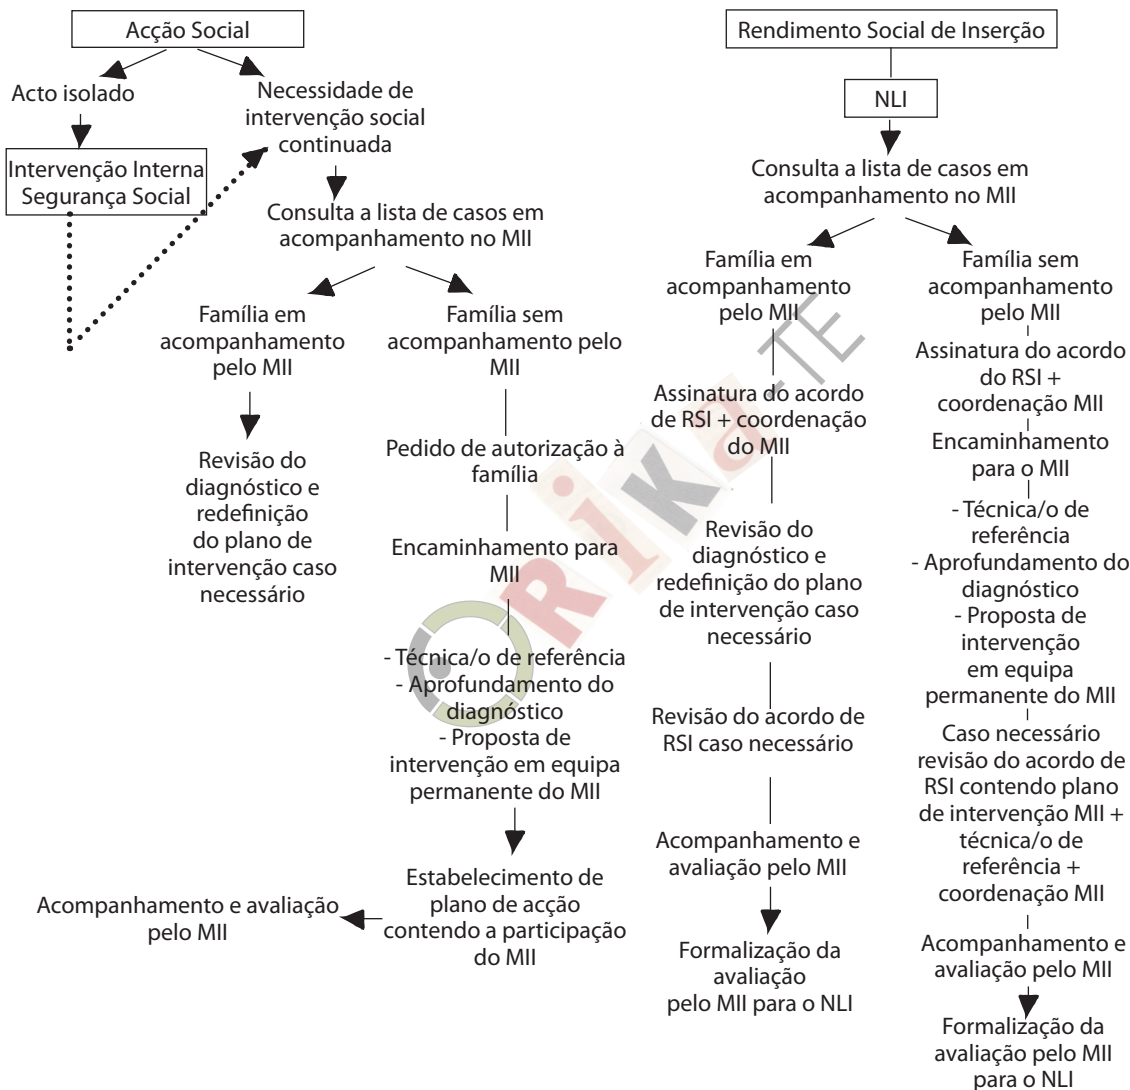 Acção Social
Acto isolado
Intervenção Interna
Segurança Social
Necessidade de
intervenção social
continuada
Consulta a lista de casos em
acompanhamento no MII
Família em
acompanhamento
pelo MII
Revisão do
diagnóstico e
redefinição
do plano de
intervenção caso
necessário
Família sem
acompanhamento pelo
MII
Pedido de autorização à
família
Encaminhamento para
MII
- Técnica/o de referência
- Aprofundamento do
diagnóstico
- Proposta de
intervenção em equipa
permanente do MII
Estabelecimento de
plano de acção
contendo a participação
do MII
Acompanhamento e avaliação
pelo MII
Rendimento Social de Inserção
NLI
Consulta a lista de casos em
acompanhamento no MII
Família em
acompanhamento
pelo MII
Assinatura do acordo
de RSI + coordenação
do MII
Revisão do
diagnóstico e
redefinição do plano
de intervenção caso
necessário
Revisão do acordo de
RSI caso necessário
Acompanhamento e
avaliação pelo MII
Formalização da
avaliação
pelo MII para o NLI
Família sem
acompanhamento
pelo MII
Assinatura do acordo
do RSI +
coordenação MII
Encaminhamento
para o MII
- Técnica/o de
referência
- Aprofundamento do
diagnóstico
- Proposta de
intervenção
em equipa
permanente do MII
Caso necessário
revisão do acordo de
RSI contendo plano
de intervenção MII +
técnica/o de
referência +
coordenação MII
Acompanhamento e
avaliação pelo MII
Formalização da
avaliação pelo MII
para o NLI
ORiKa-TE